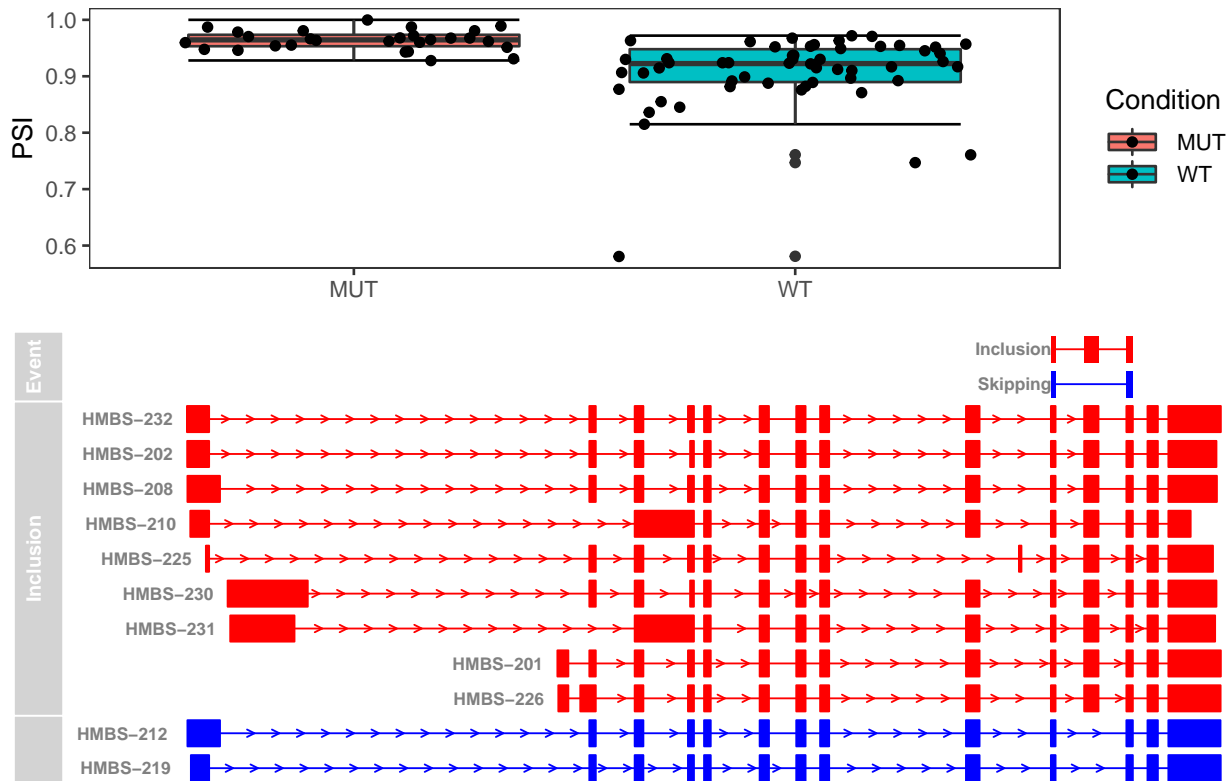 1.0
0.9
0.8
0.7
0.6
PSI
MUT
WT
Condition
MUT
WT
Event
Inclusion
Skipping
Inclusion
HMBS−232
HMBS−202
HMBS−208
HMBS−210
HMBS−225
HMBS−230
HMBS−231
HMBS−201
HMBS−226
HMBS−212
HMBS−219